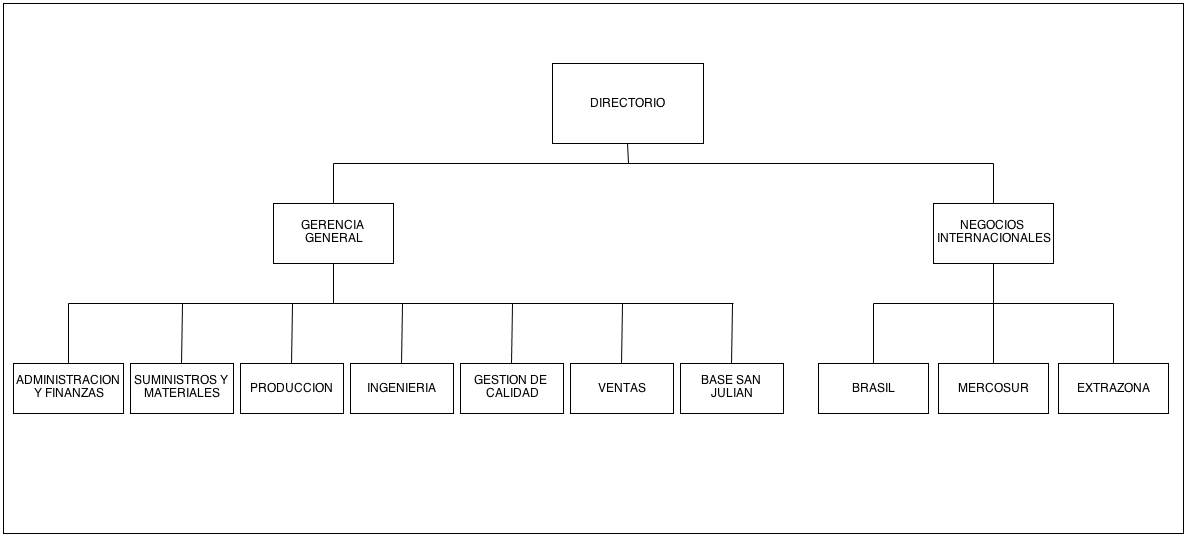 DIRECTORIO
GERENCIA
GENERAL
NEGOCIOS
INTERNACIONALES
ADMINISTRACION
Y FINANZAS
SUMINISTROS Y
MATERIALES
PRODUCCION
INGENIERIA
GESTION DE
CALIDAD
VENTAS
BASE SAN
JULIAN
BRASIL
MERCOSUR
EXTRAZONA